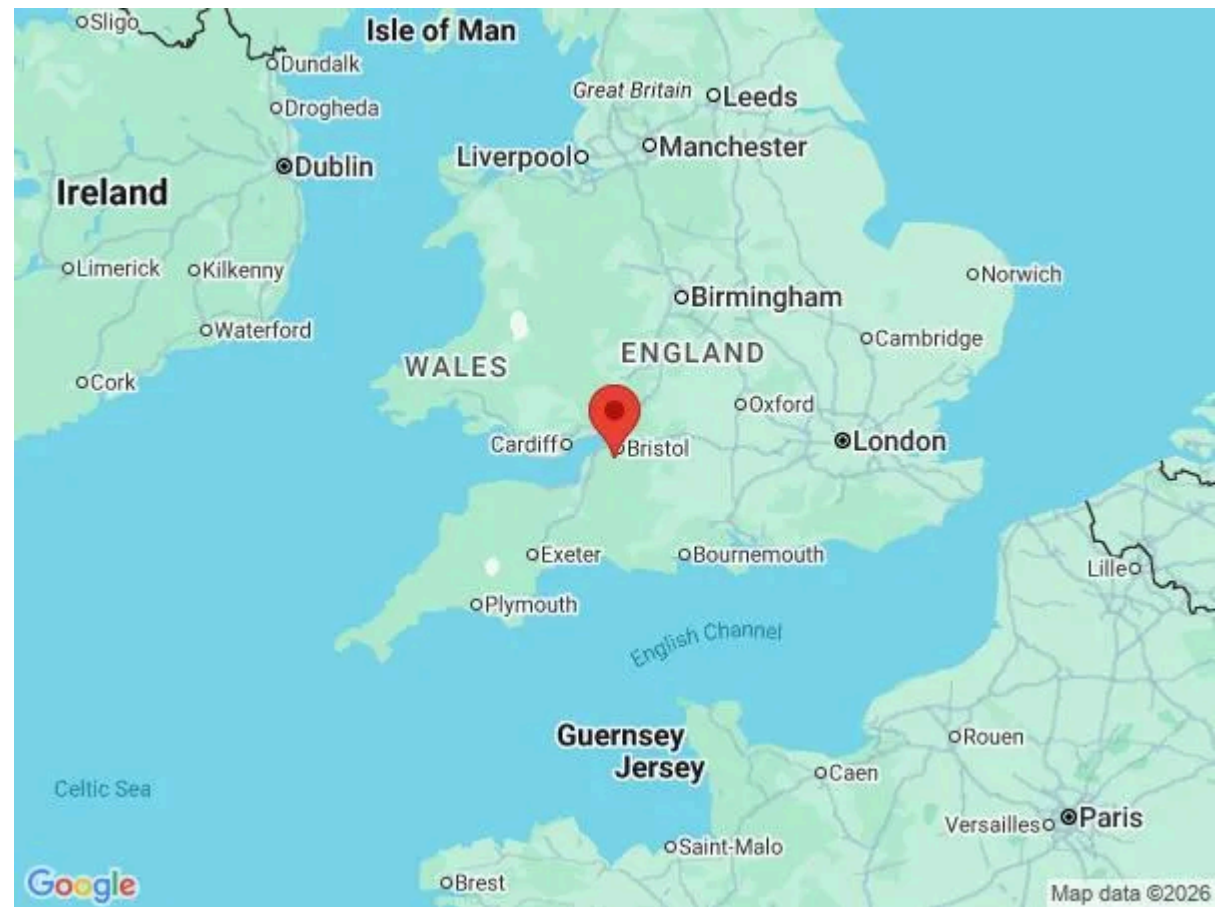 Sligo
Isle of Man
Dundalk
Great Britain
Leeds
Drogheda
Manchester
Liverpool
Dublin
Ireland
Limerick
Kilkenny
Norwich
Birmingham
Waterford
Cambridge
ENGLAND
WALES
Cork
Oxford
Cardiff
Bristol
London
Exeter
Bournemouth
Lille
Plymouth
English Channel
Guernsey
Rouen
Jersey
Caen
Celtic Sea
Paris
Versailles
Saint-Malo
Brest
Google
Map data ©2026